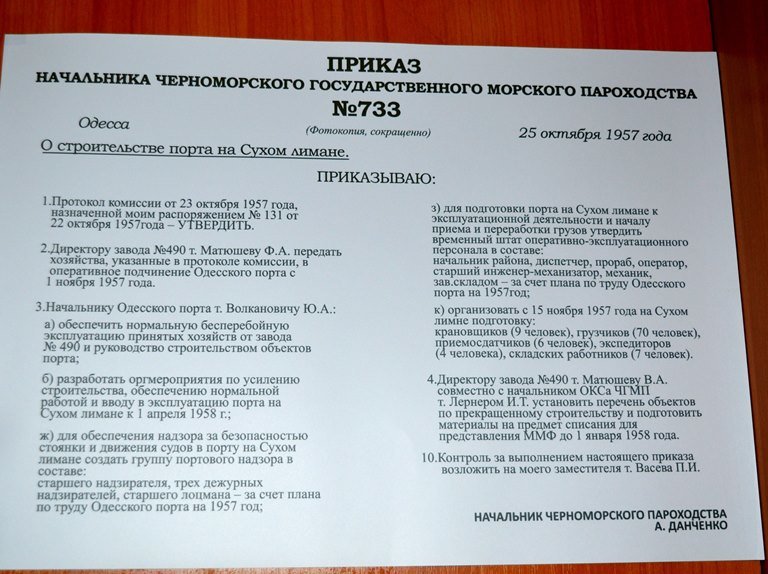 ПРИКАЗ
НАЧАЛЬНИКА ЧЕРНОМОРСКОГО ГОСУДАРСТВЕННОГО МОРСКОГО ПАРОХОДСТВА
№733
Одесса
(Фотокопия, сокращенно)
25 октября 1957 года
О строительстве порта на Сухом лимане.
ПРИКАЗЫВАЮ:
1.Протокол комиссии от 23 октября 1957 года,
назначенной моим распоряжением № 131 от
22 октября 1957года – УТВЕРДИТЬ.
2.Директору завода №490 т. Матюшеву Ф.А. передать
хозяйства, указанные в протоколе комиссии, в
оперативное подчинение Одесского порта с
1 ноября 1957 года.
3.Начальнику Одесского порта т. Волкановичу Ю.А.:
а) обеспечить нормальную бесперебойную
эксплуатацию принятых хозяйств от завода
№ 490 и руководство строительством объектов
порта;
б) разработать оргмероприятия по усилению
строительства, обеспечению нормальной
работы и вводу в эксплуатацию порта на
Сухом лимане к 1 апреля 1958 г.;
ж) для обеспечения надзора за безопасностью
стоянки и движения судов в порту на Сухом
лимане создать группу портового надзора в
составе:
старшего надзирателя, трех дежурных
надзирателей, старшего лоцмана – за счет плана
по труду Одесского порта на 1957 год;
з) для подготовки порта на Сухом лимане к
эксплуатационной деятельности и началу
приема и переработки грузов утвердить
временный штат оперативно-эксплуатационного
персонала в составе:
начальник района, диспетчер, прораб, оператор,
старший инженер-механизатор, механик,
зав.складом – за счет плана по труду Одесского
порта на 1957год;
к) организовать с 15 ноября 1957 года на Сухом
лимне подготовку:
крановщиков (9 человек), грузчиков (70 человек),
приемосдатчиков (6 человек), экспедиторов
(4 человека), складских работников (7 человек).
4.Директору завода №490 т. Матюшеву В.А.
совместно с начальником ОКСа ЧГМП
т. Лернером И.Т. установить перечень объектов
по прекращенному строительству и подготовить
материалы на предмет списания для
представления ММФ до 1 января 1958 года.
10.Контроль за выполнением настоящего приказа
возложить на моего заместителя т. Васева П.И.
НАЧАЛЬНИК ЧЕРНОМОРСКОГО ПАРОХОДСТВА
А. ДАНЧЕНКО